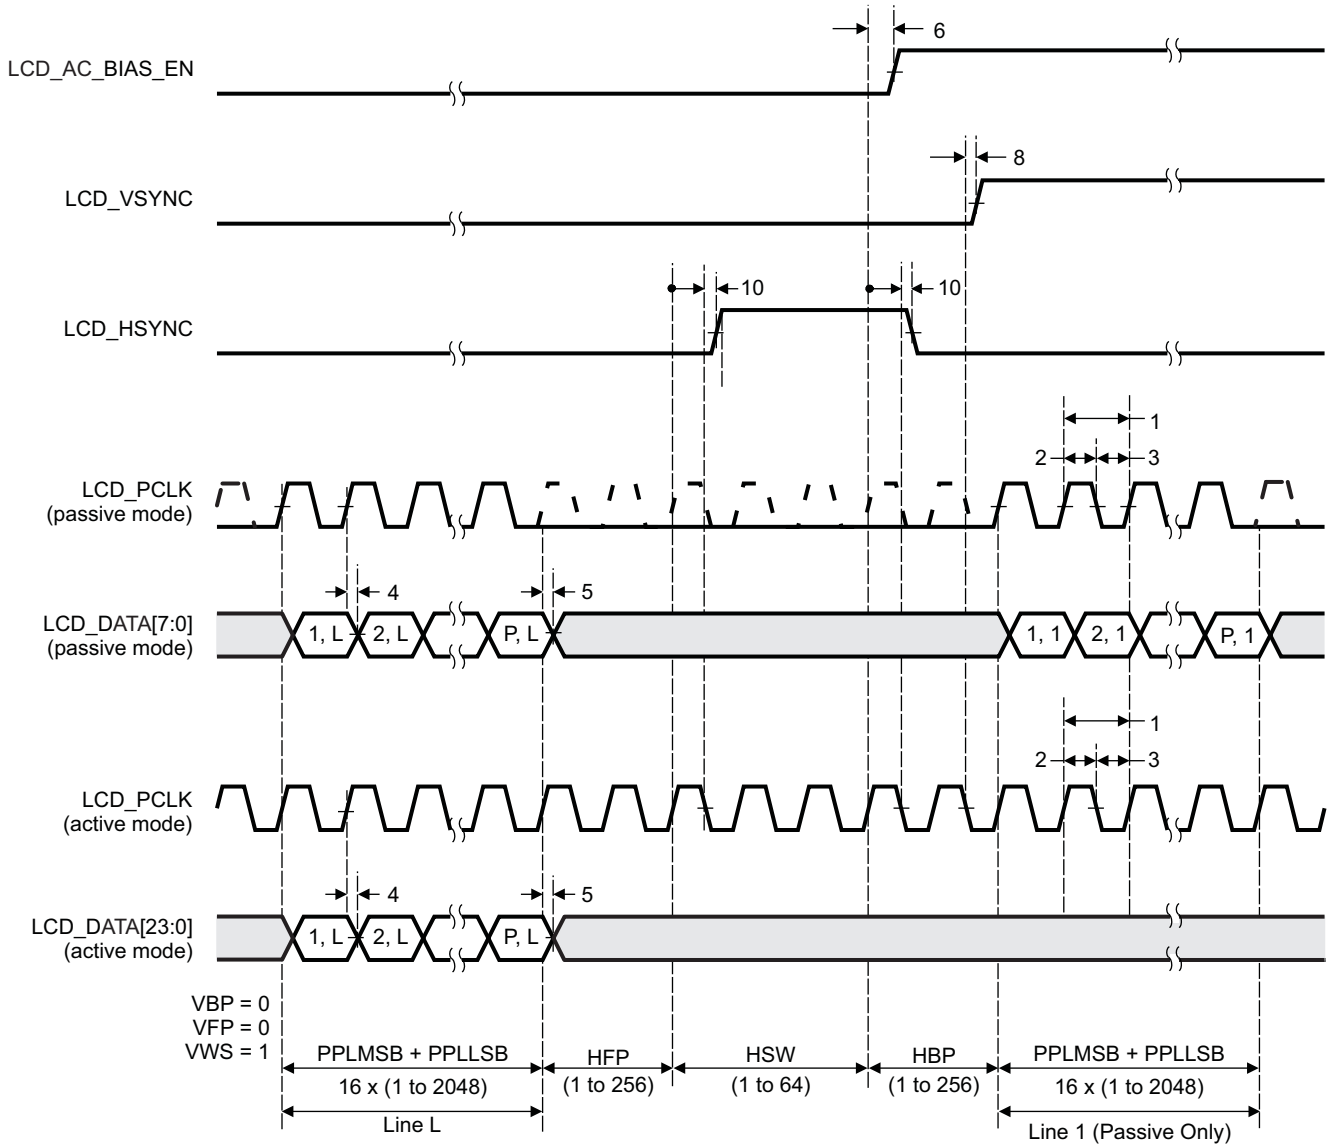 6
LCD_AC_BIAS_EN
8
LCD_VSYNC
10
10
LCD_HSYNC
1
2
3
LCD_PCLK
(passive mode)
4
5
LCD_DATA[7:0]
(passive mode)
1, L
2, L
P, L
1, 1
2, 1
P, 1
1
2
3
LCD_PCLK
(active mode)
4
5
LCD_DATA[23:0]
(active mode)
1, L
2, L
P, L
VBP = 0
VFP = 0
VWS = 1
PPLMSB + PPLLSB
16 x (1 to 2048)
Line L
HFP
(1 to 256)
HSW
(1 to 64)
HBP
(1 to 256)
PPLMSB + PPLLSB
16 x (1 to 2048)
Line 1 (Passive Only)